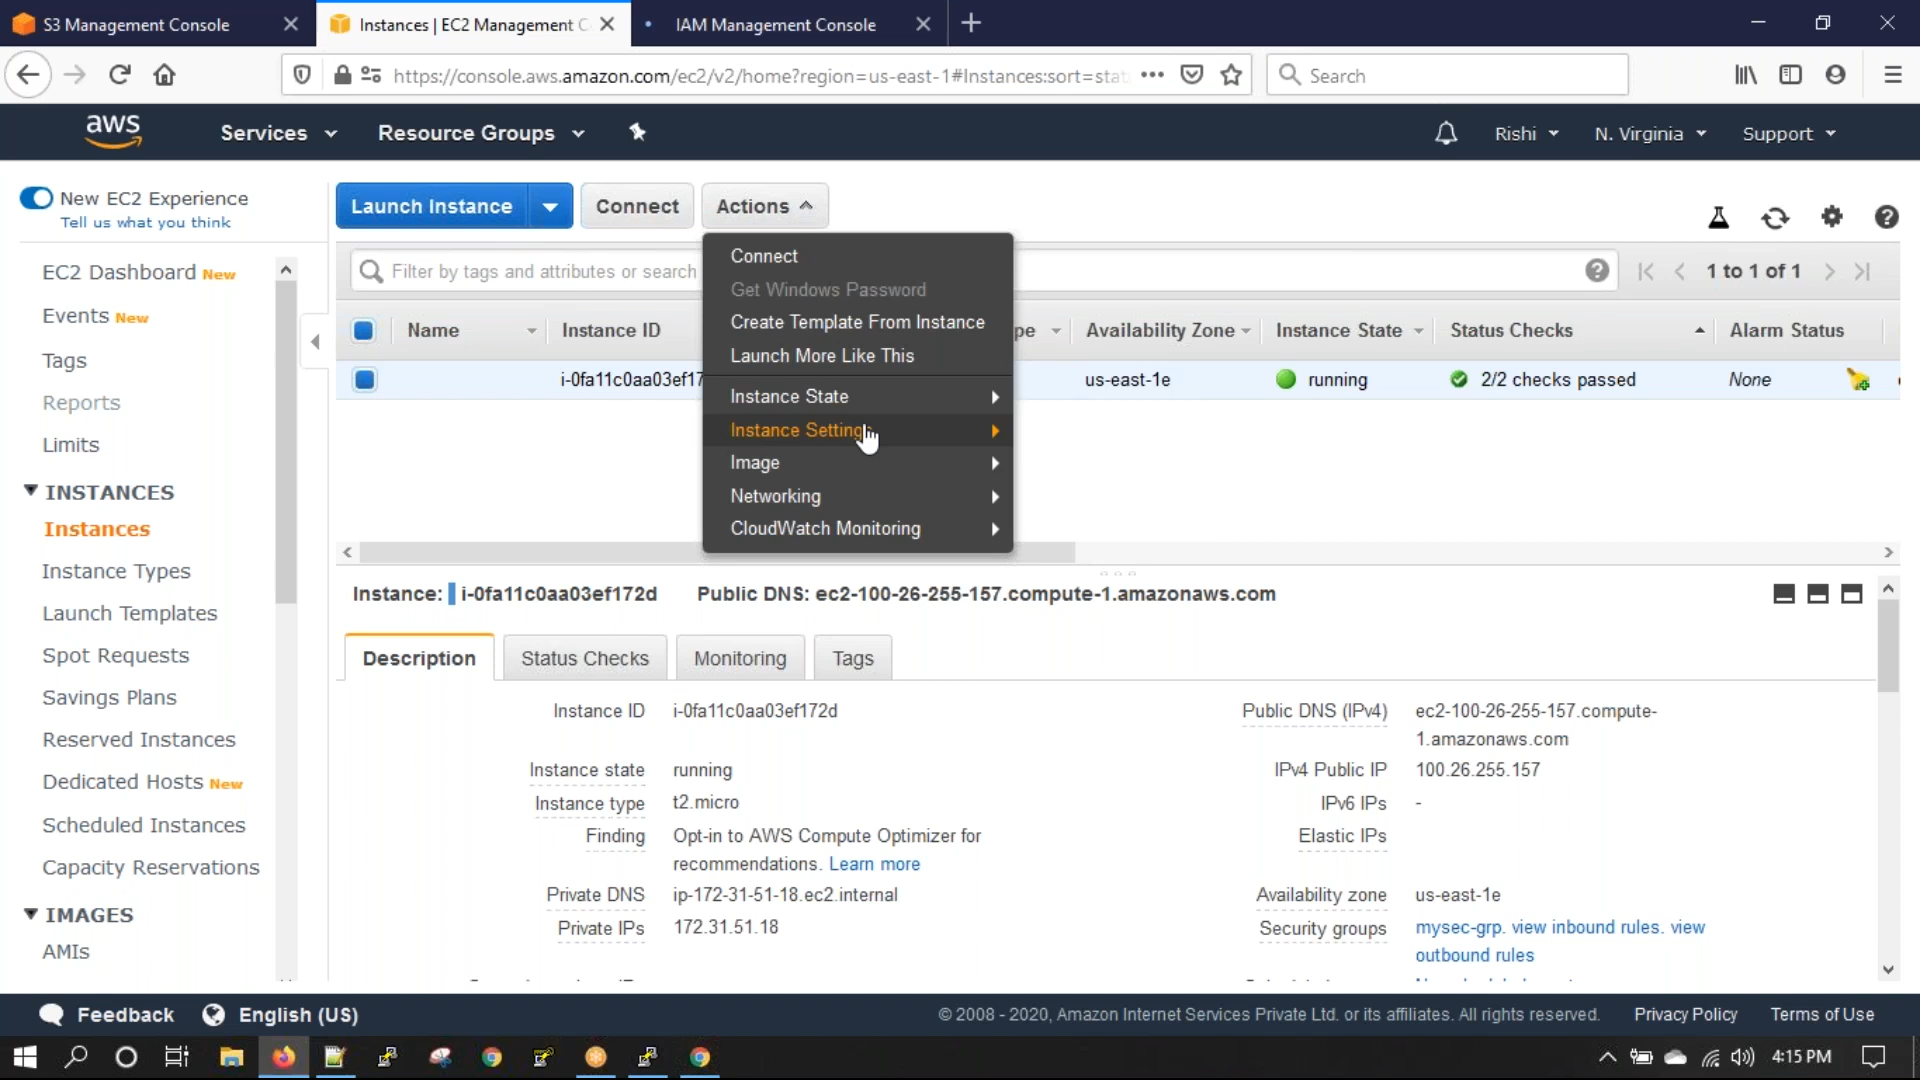 S3 Management Console
Instances | EC2 Management C
IAM Management Console
https://console.aws.amazon.com/ec2/v2/home?region=us-east-1#Instances:sort=stat
Search
aws
Services
Resource Groups
Rishi
N. Virginia
Support
New EC2 Experience
Tell us what you think
Launch Instance
Connect
Actions
EC2 Dashboard New
Events New
Tags
Reports
Limits
INSTANCES
Instances
Instance Types
Launch Templates
Spot Requests
Savings Plans
Reserved Instances
Dedicated Hosts New
Scheduled Instances
Capacity Reservations
IMAGES
AMIs
Filter by tags and attributes or search
1 to 1 of 1
Name
Instance ID
pe
Availability Zone
Instance State
Status Checks
Alarm Status
i-0fa11c0aa03ef17
us-east-1e
running
2/2 checks passed
None
Connect
Get Windows Password
Create Template From Instance
Launch More Like This
Instance State
Instance Settings
Image
Networking
CloudWatch Monitoring
Instance: i-0fa11c0aa03ef172d
Public DNS: ec2-100-26-255-157.compute-1.amazonaws.com
Description
Status Checks
Monitoring
Tags
Instance ID i-0fa11c0aa03ef172d
Instance state running
Instance type t2.micro
Finding Opt-in to AWS Compute Optimizer for
recommendations. Learn more
Private DNS ip-172-31-51-18.ec2.internal
Private IPs 172.31.51.18
Public DNS (IPv4) ec2-100-26-255-157.compute-
1.amazonaws.com
IPv4 Public IP 100.26.255.157
IPv6 IPs -
Elastic IPs
Availability zone us-east-1e
Security groups mysec-grp. view inbound rules. view
outbound rules
Feedback
English (US)
© 2008 - 2020, Amazon Internet Services Private Ltd. or its affiliates. All rights reserved.
Privacy Policy
Terms of Use
4:15 PM